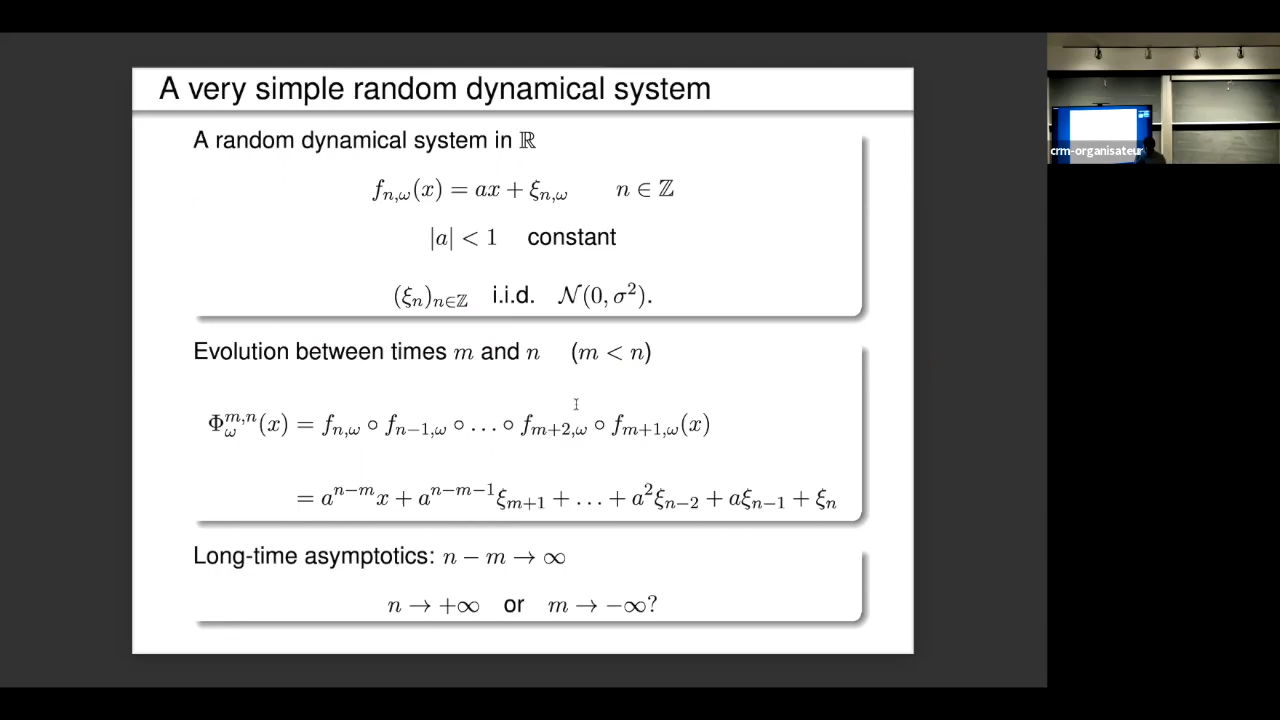 A very simple random dynamical system
A random dynamical system in ℝ
f_{n,ω}(x) = ax + ξ_{n,ω}    n ∈ ℤ
|a| < 1    constant
(ξ_n)_{n∈ℤ}    i.i.d.    𝒩(0, σ²).
Evolution between times m and n    (m < n)
Φ_ω^{m,n}(x) = f_{n,ω} ∘ f_{n−1,ω} ∘ … ∘ f_{m+2,ω} ∘ f_{m+1,ω}(x)
= a^{n−m}x + a^{n−m−1}ξ_{m+1} + … + a²ξ_{n−2} + aξ_{n−1} + ξ_n
Long-time asymptotics: n − m → ∞
n → +∞    or    m → −∞?
crm-organisateur